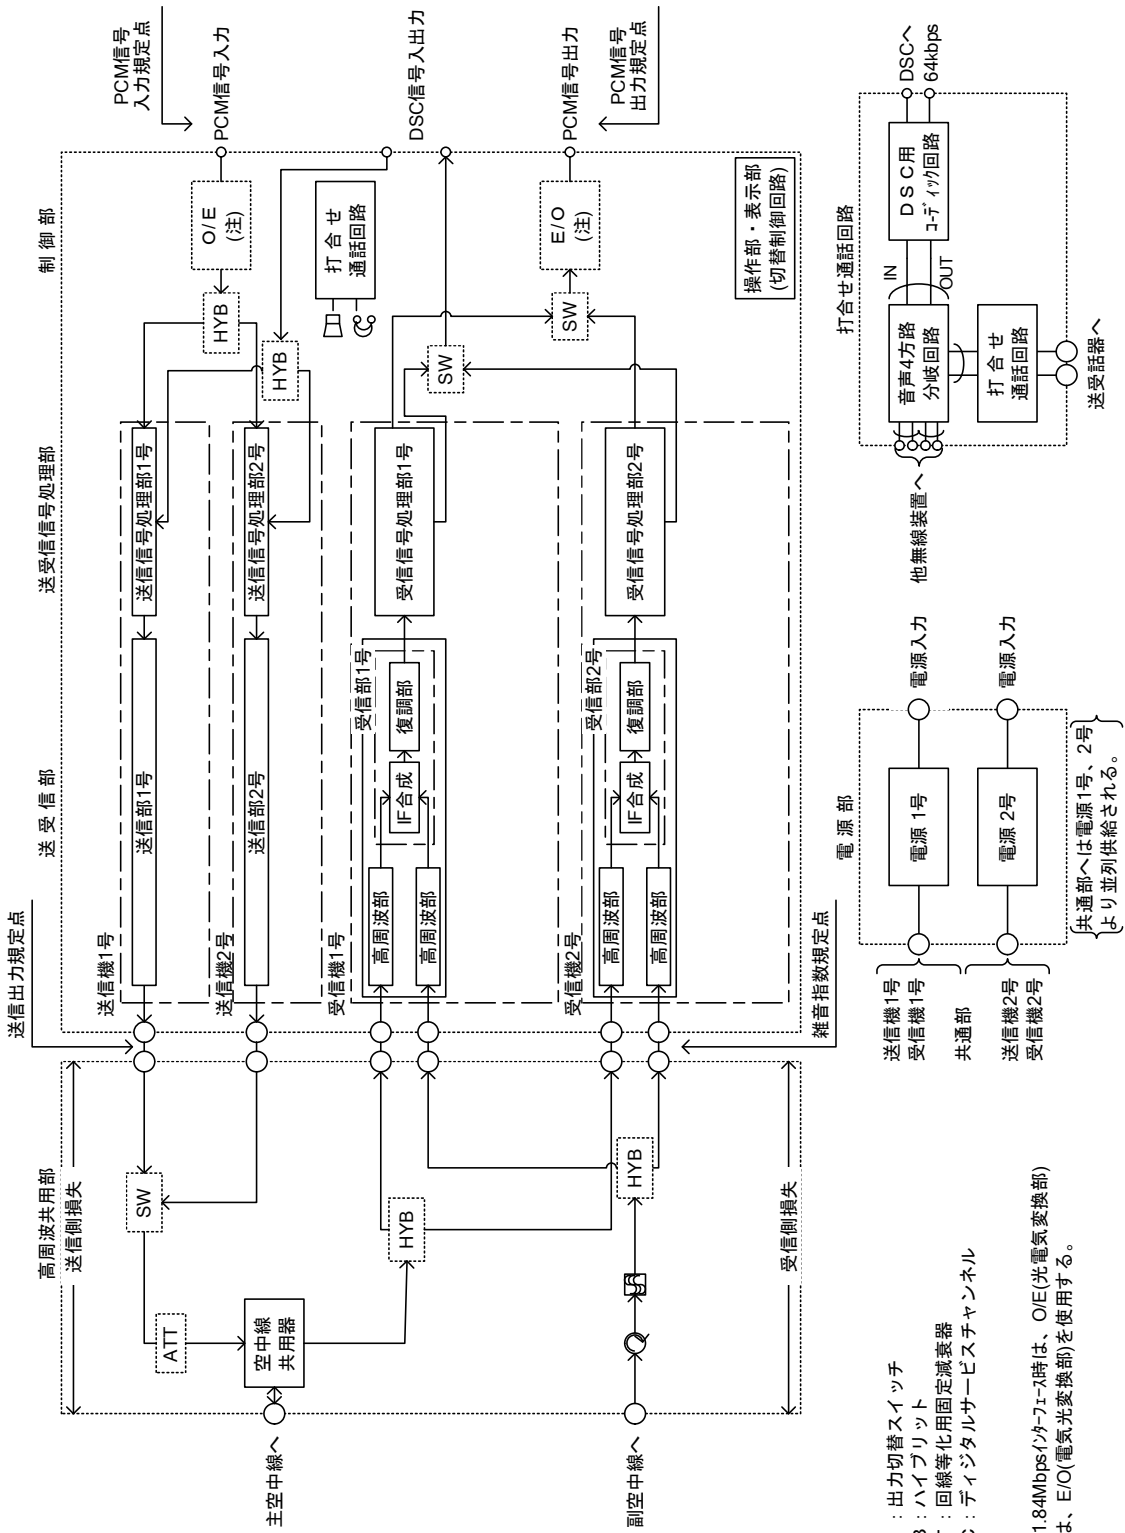 高周波共用部
送受信部
送受信信号処理部
制御部
送信側損失
受信側損失
送信出力規定点
雑音指数規定点
主空中線へ
副空中線へ
空中線
共用器
ATT
SW
HYB
HYB
送信機1号
送信部1号
送信信号処理部1号
送信機2号
送信部2号
送信信号処理部2号
受信機1号
高周波部
高周波部
受信部1号
IF合成
復調部
受信信号処理部1号
受信機2号
高周波部
高周波部
受信部2号
IF合成
復調部
受信信号処理部2号
HYB
HYB
O/E
(注)
打合せ
通話回路
SW
SW
E/O
(注)
操作部・表示部
(切替制御回路)
PCM信号
入力規定点
PCM信号入力
DSC信号入出力
PCM信号出力
PCM信号
出力規定点
電源部
送信機1号
受信機1号
共通部
送信機2号
受信機2号
電源 1号
電源 2号
電源入力
電源入力
共通部へは電源1号、2号
より並列供給される。
打合せ通話回路
他無線装置へ
音声4方路
分岐回路
IN
OUT
DSC用
コーディック回路
DSCへ
64kbps
打合せ
通話回路
送受話器へ
:出力切替スイッチ
:ハイブリット
:回線等化用固定減衰器
:ディジタルサービスチャンネル
1.84Mbpsインターフェース時は、O/E(光電気変換部)
は、E/O(電気光変換部)を使用する。